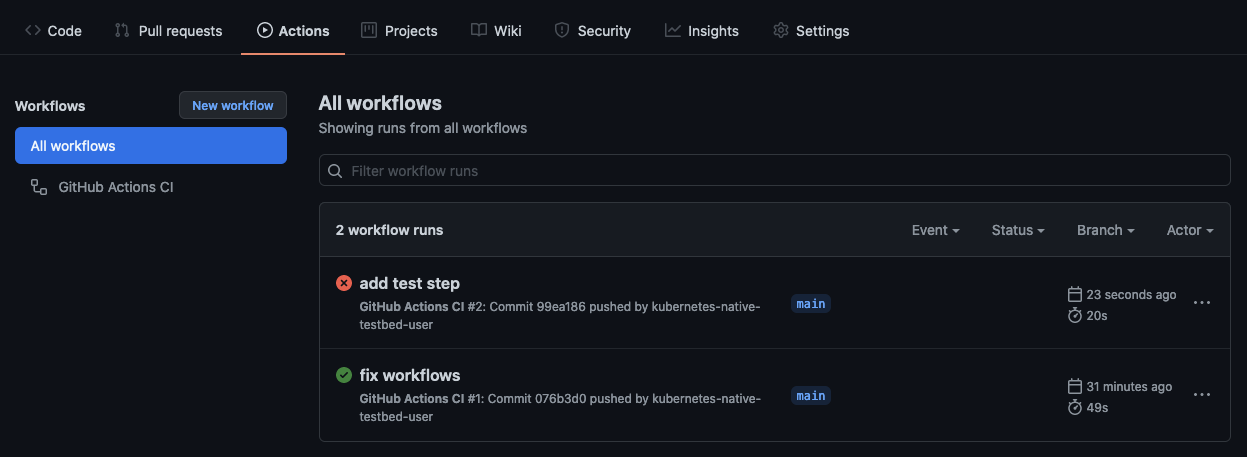 Code Pull requests Actions Projects Wiki Security Insights Settings
Workflows
New workflow
All workflows
GitHub Actions CI
All workflows
Showing runs from all workflows
Filter workflow runs
2 workflow runs Event Status Branch Actor
add test step
GitHub Actions CI #2: Commit 99ea186 pushed by kubernetes-native-
testbed-user
main
23 seconds ago
20s
fix workflows
GitHub Actions CI #1: Commit 076b3d0 pushed by kubernetes-native-
testbed-user
main
31 minutes ago
49s